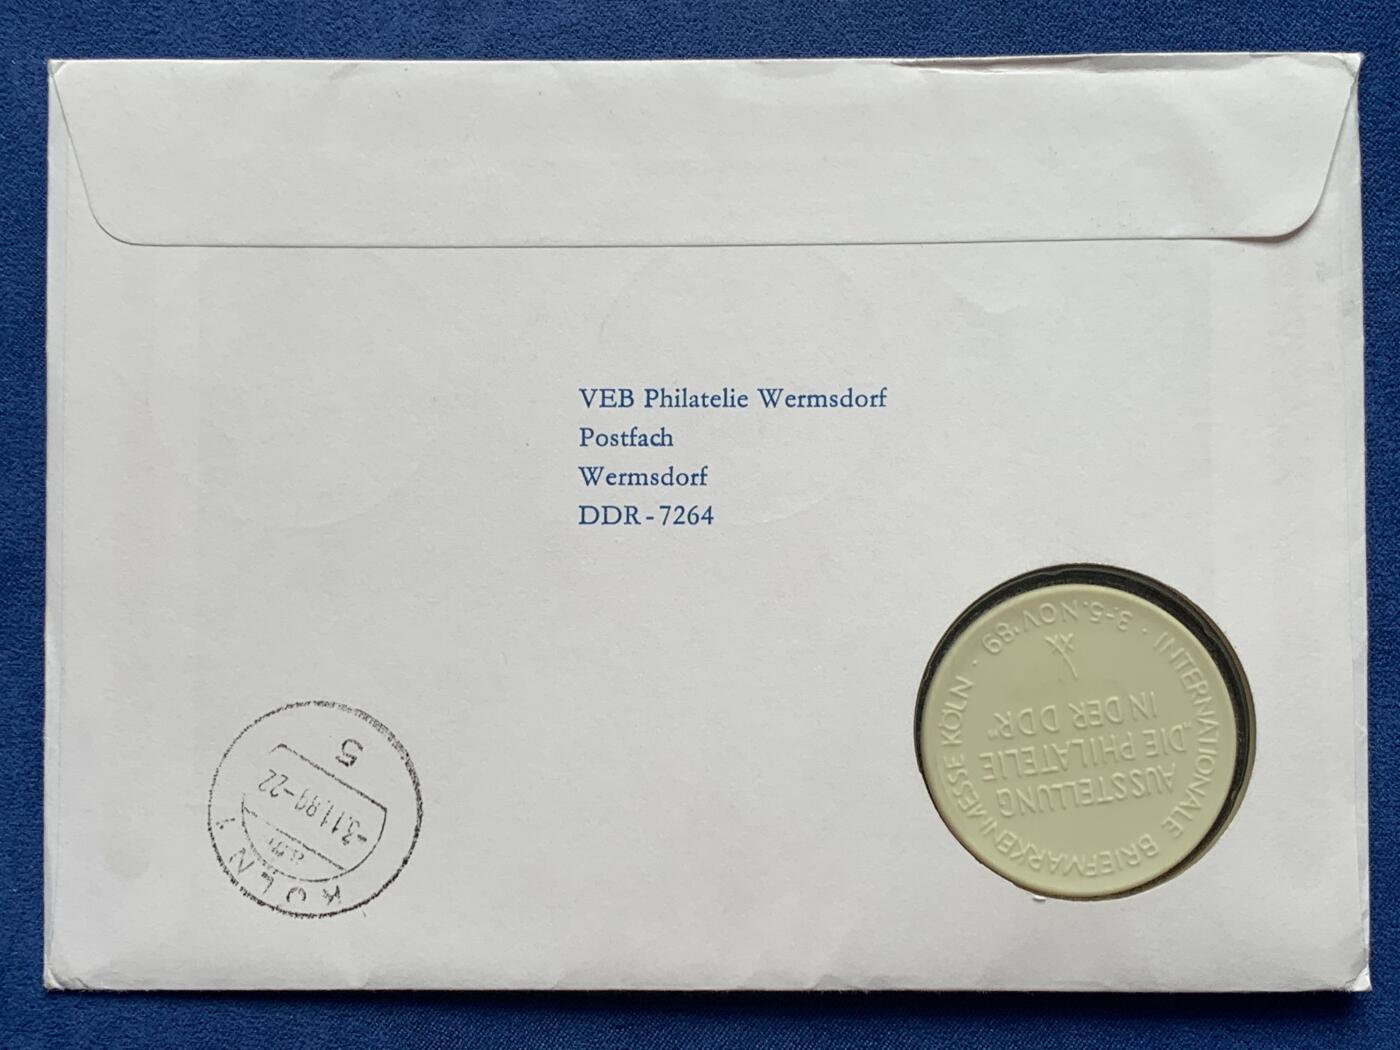 VEB Philatelie Wermsdorf
Postfach
Wermsdorf
DDR-7264
INTERNATIONALE BRIEFMARKENMESSE KÖLN · 3.-5. NOV. '89 ·
AUSSTELLUNG
„DIE PHILATELIE
IN DER DDR"
KÖLN 1
-3.11.89-22
5